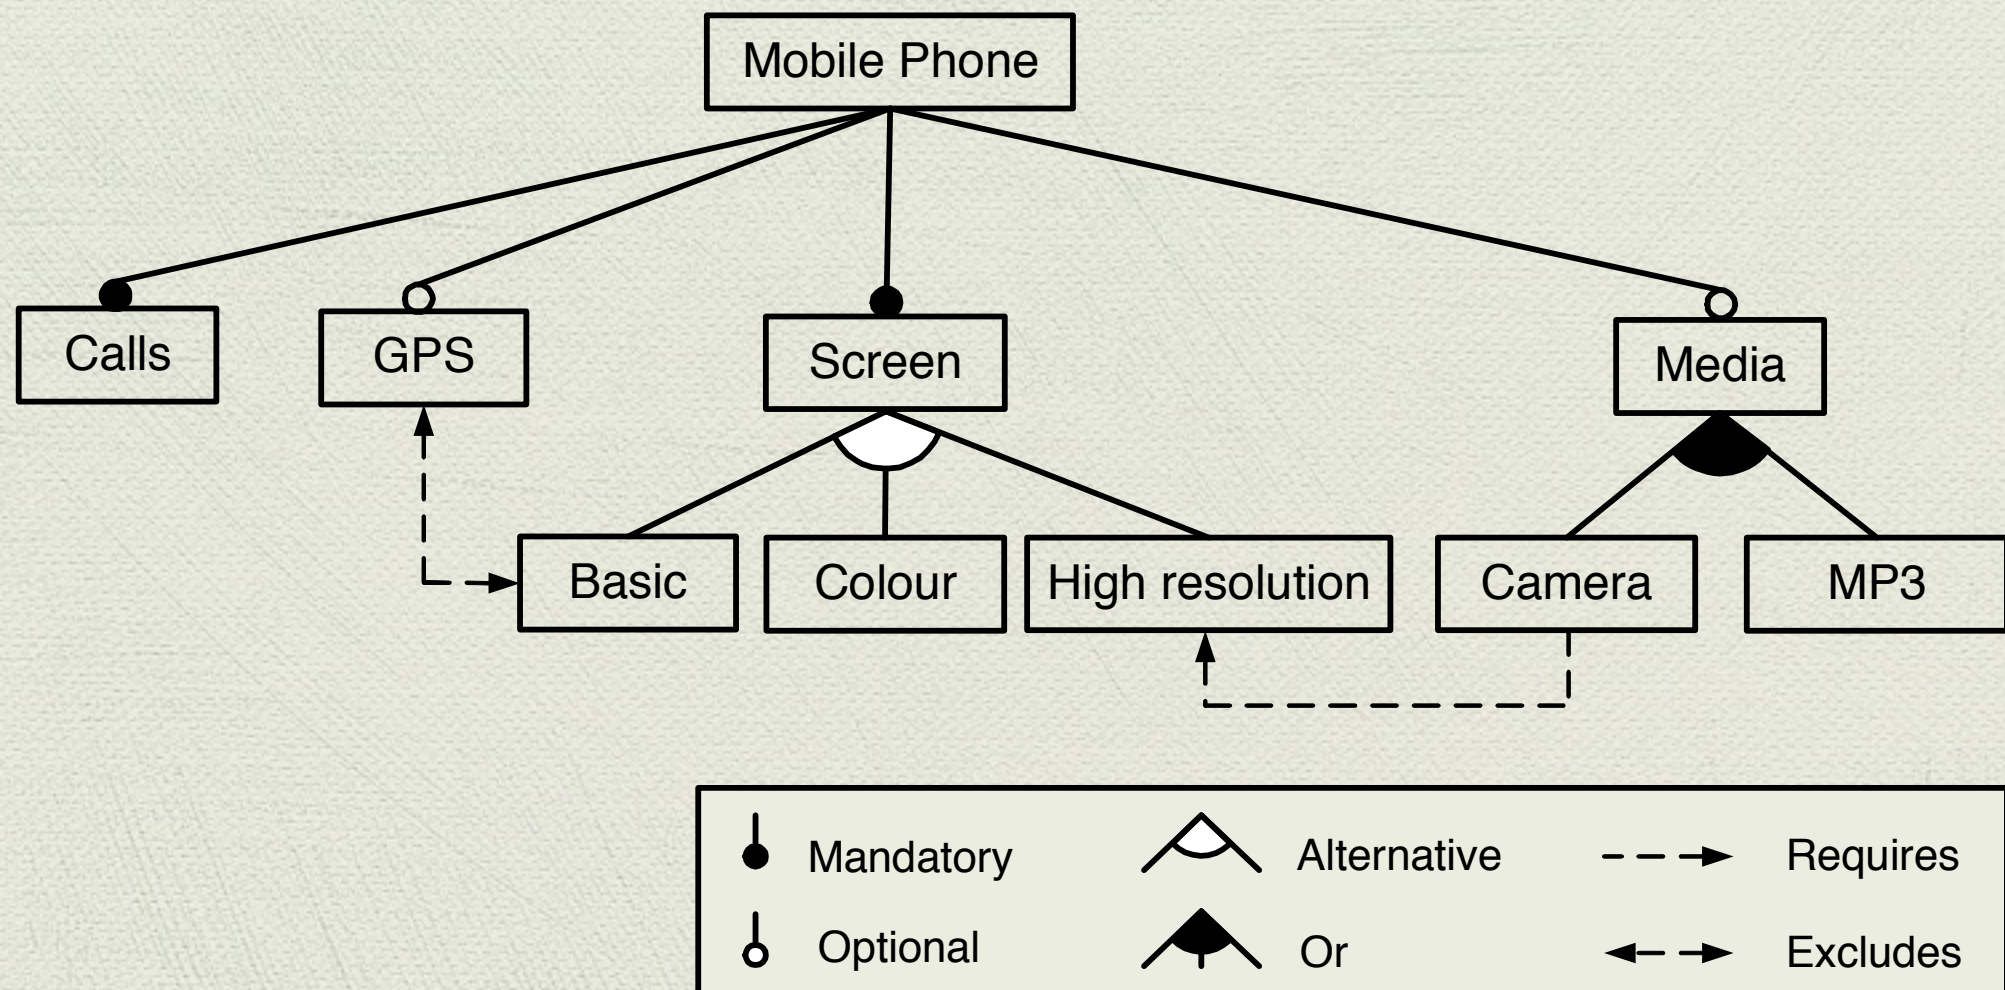 Mobile Phone
Calls
GPS
Screen
Media
Basic
Colour
High resolution
Camera
MP3
Mandatory
Alternative
Requires
Optional
Or
Excludes